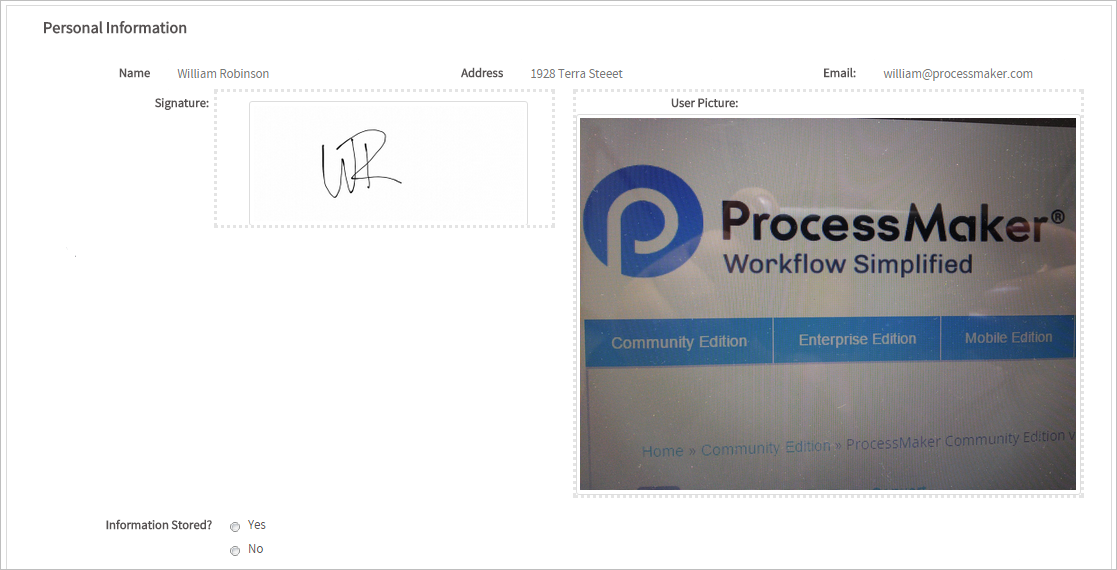 Personal Information
Name William Robinson Address 1928 Terra Steeet Email: william@processmaker.com
Signature: User Picture:
WR
ProcessMaker®
Workflow Simplified
Community Edition Enterprise Edition Mobile Edition
Home » Community Edition » ProcessMaker Community Edition v
Information Stored? Yes
No